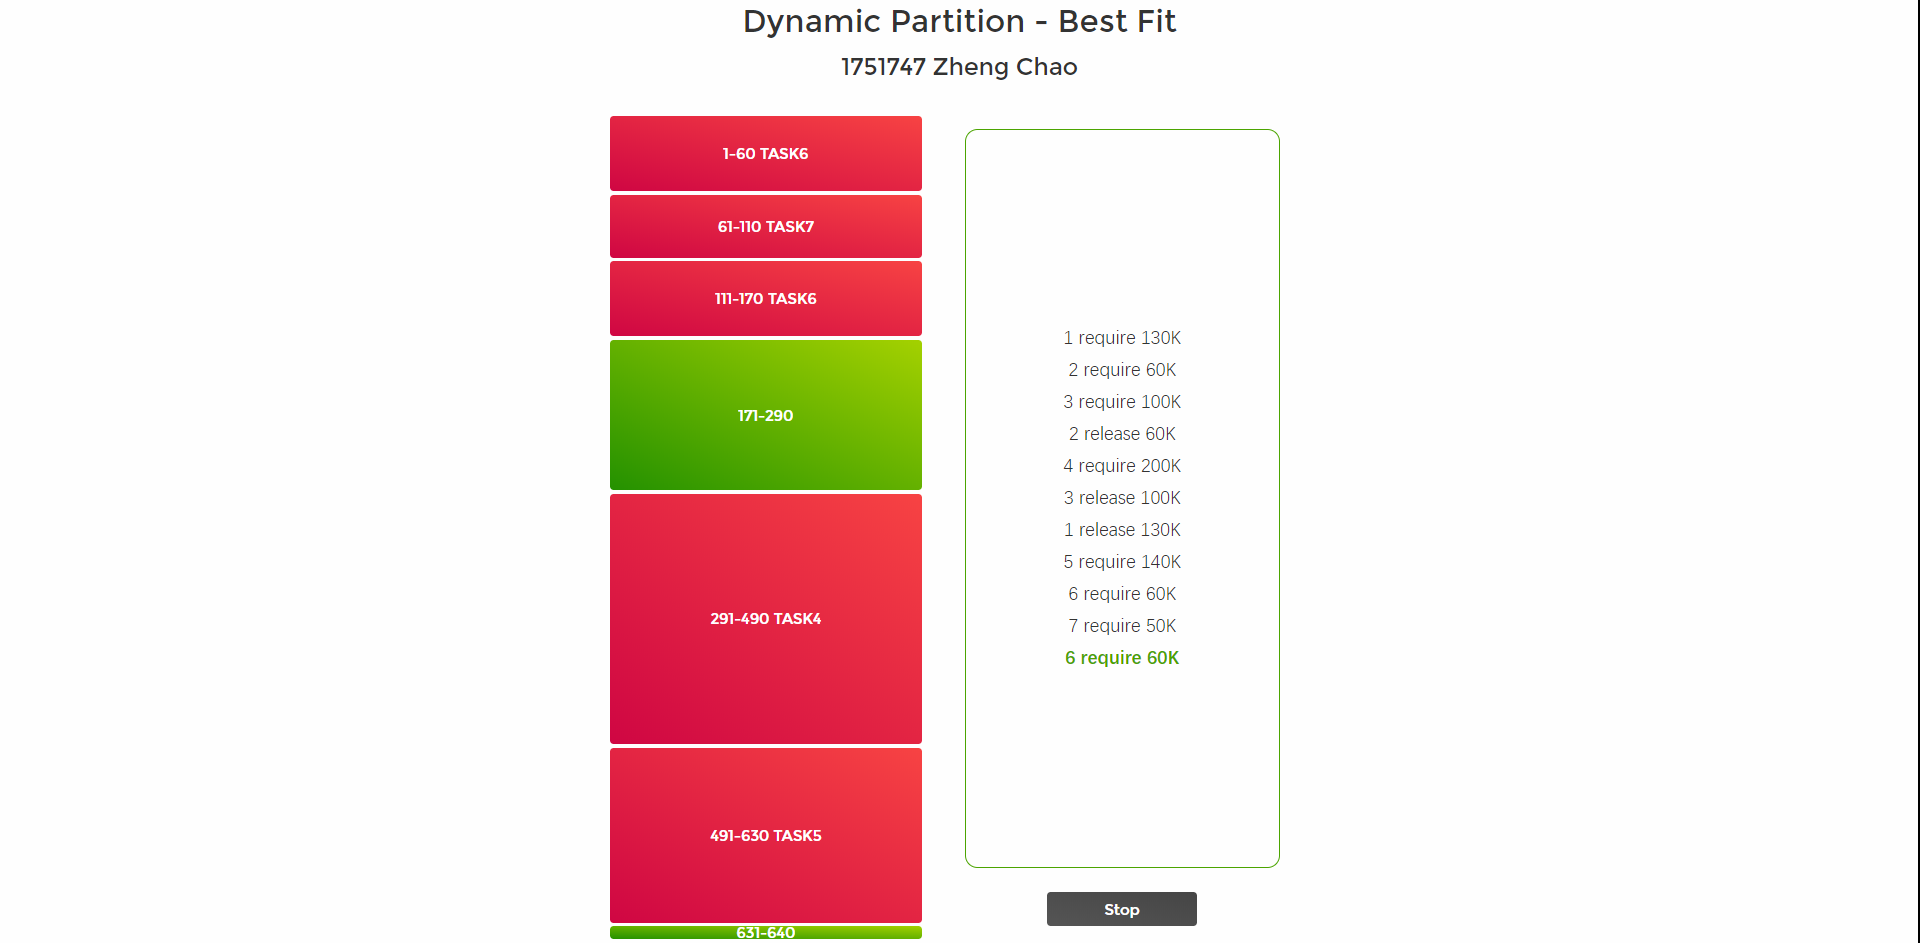 Dynamic Partition - Best Fit
1751747 Zheng Chao
1-60 TASK6
61-110 TASK7
111-170 TASK6
171-290
291-490 TASK4
491-630 TASK5
631-640
1 require 130K
2 require 60K
3 require 100K
2 release 60K
4 require 200K
3 release 100K
1 release 130K
5 require 140K
6 require 60K
7 require 50K
6 require 60K
Stop